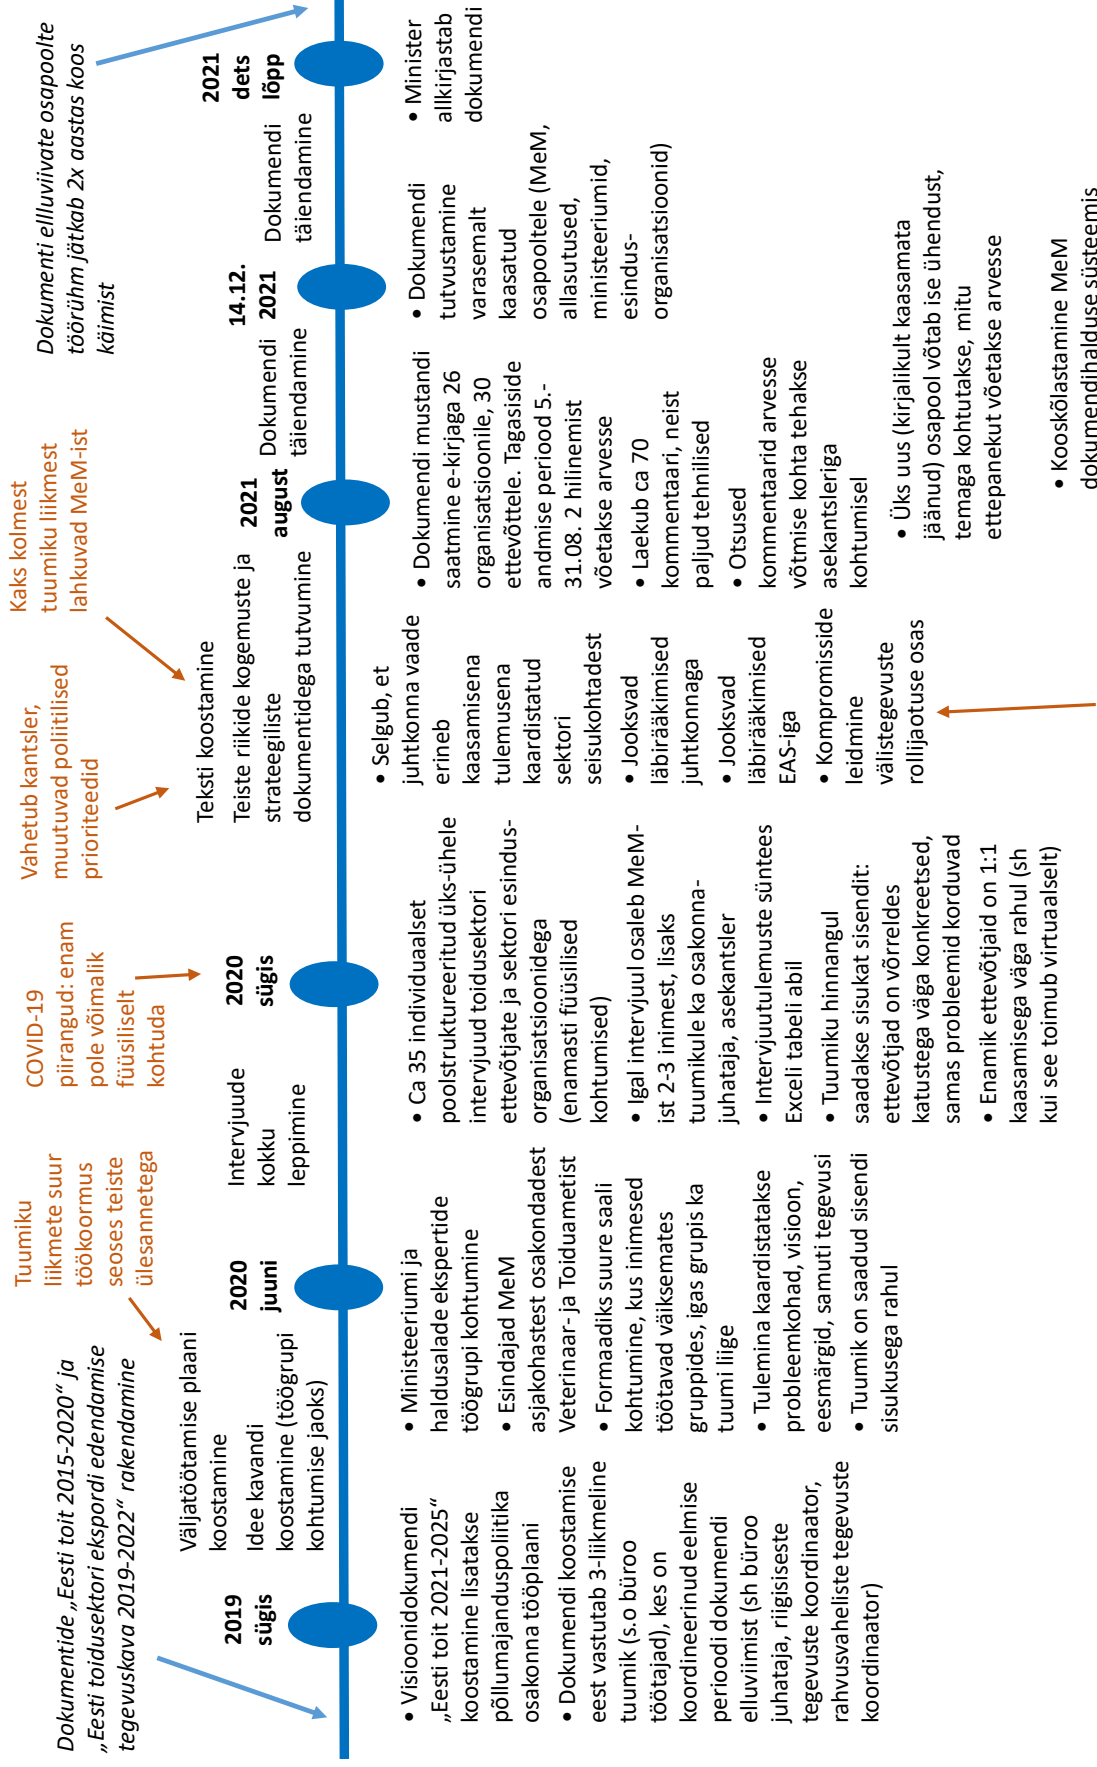 Dokumentide „Eesti toit 2015-2020“ ja
„Eesti toidusektori ekspordi edendamise
tegevuskava 2019-2022“ rakendamine
Tuumiku
liikmete suur
töökoormus
seoses teiste
ülesannetega
COVID-19
piirangud: enam
pole võimalik
füüsiliselt
kohtuda
Vahetub kantsler,
muutuvad poliitilised
prioriteedid
Kaks kolmest
tuumiku liikmest
lahkuvad MeM-ist
Dokumenti ellluviivate osapoolte
töörühm jätkab 2x aastas koos
käimist
2019
sügis
Väljatöötamise plaani
koostamine
Idee kavandi
koostamine (töögrupi
kohtumise jaoks)
2020
juuni
Intervjuude
kokku
leppimine
2020
sügis
Teksti koostamine
Teiste riikide kogemuste ja
strateegiliste
dokumentidega tutvumine
2021
august
Dokumendi
täiendamine
14.12.
2021
Dokumendi
täiendamine
2021
dets
lõpp
• Visioonidokumendi
„Eesti toit 2021-2025“
koostamine lisatakse
põllumajanduspoliitika
osakonna tööplaani
• Dokumendi koostamise
eest vastutab 3-liikmeline
tuumik (s.o büroo
töötajad), kes on
koordineerinud eelmise
perioodi dokumendi
elluviimist (sh büroo
juhataja, riigisiseste
tegevuste koordinaator,
rahvusvaheliste tegevuste
koordinaator)
• Ministeeriumi ja
haldusalade ekspertide
töögrupi kohtumine
• Esindajad MeM
asjakohastest osakondadest
Veterinaar- ja Toiduametist
• Formaadiks suure saali
kohtumine, kus inimesed
töötavad väiksemates
gruppides, igas grupis ka
tuumi liige
• Tulemina kaardistatakse
probleemkohad, visioon,
eesmärgid, samuti tegevusi
• Tuumik on saadud sisendi
sisukusega rahul
• Ca 35 individuaalset
poolstruktureeritud üks-ühele
intervjuud toidusektori
ettevõtjate ja sektori esindus-
organisatsioonidega
(enamasti füüsilised
kohtumised)
• Igal intervjuul osaleb MeM-
ist 2-3 inimest, lisaks
tuumikule ka osakonna-
juhataja, asekantsler
• Intervjuutulemuste süntees
Exceli tabeli abil
• Tuumiku hinnangul
saadakse sisukat sisendit:
ettevõtjad on võrreldes
katustega väga konkreetsed,
samas probleemid korduvad
• Enamik ettevõtjaid on 1:1
kaasamisega väga rahul (sh
kui see toimub virtuaalselt)
• Selgub, et
juhtkonna vaade
erineb
kaasamisena
tulemusena
kaardistatud
sektori
seisukohtadest
• Jooksvad
läbirääkimised
juhtkonnaga
• Jooksvad
läbirääkimised
EAS-iga
• Kompromisside
leidmine
välistegevuste
rollijaotuse osas
• Dokumendi mustandi
saatmine e-kirjaga 26
organisatsioonile, 30
ettevõttele. Tagasiside
andmise periood 5.-
31.08. 2 hilinemist
võetakse arvesse
• Laekub ca 70
kommentaari, neist
paljud tehnilised
• Otsused
kommentaarid arvesse
võtmise kohta tehakse
asekantsleriga
kohtumisel
• Üks uus (kirjalikult kaasamata
jäänud) osapool võtab ise ühendust,
temaga kohtutakse, mitu
ettepanekut võetakse arvesse
• Dokumendi
tutvustamine
varasemalt
kaasatud
osapooltele (MeM,
allasutused,
ministeeriumid,
esindus-
organisatsioonid)
• Kooskõlastamine MeM
dokumendihalduse süsteemis
• Minister
allkirjastab
dokumendi